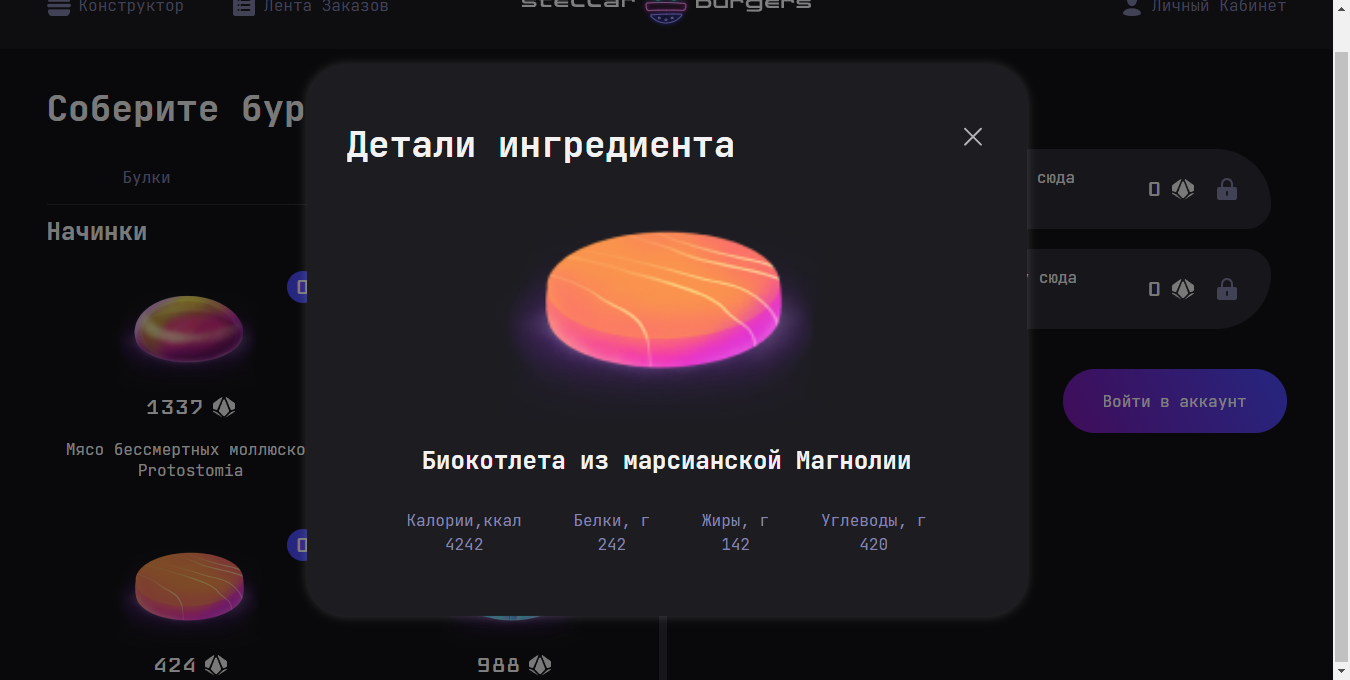 Конструктор
Лента Заказов
stellar burgers
Личный Кабинет
Соберите бур
Булки
Начинки
1337
Мясо бессмертных моллюско
Protostomia
424
988
Детали ингредиента
Биокотлета из марсианской Магнолии
Калории,ккал
4242
Белки, г
242
Жиры, г
142
Углеводы, г
420
сюда
0
сюда
0
Войти в аккаунт